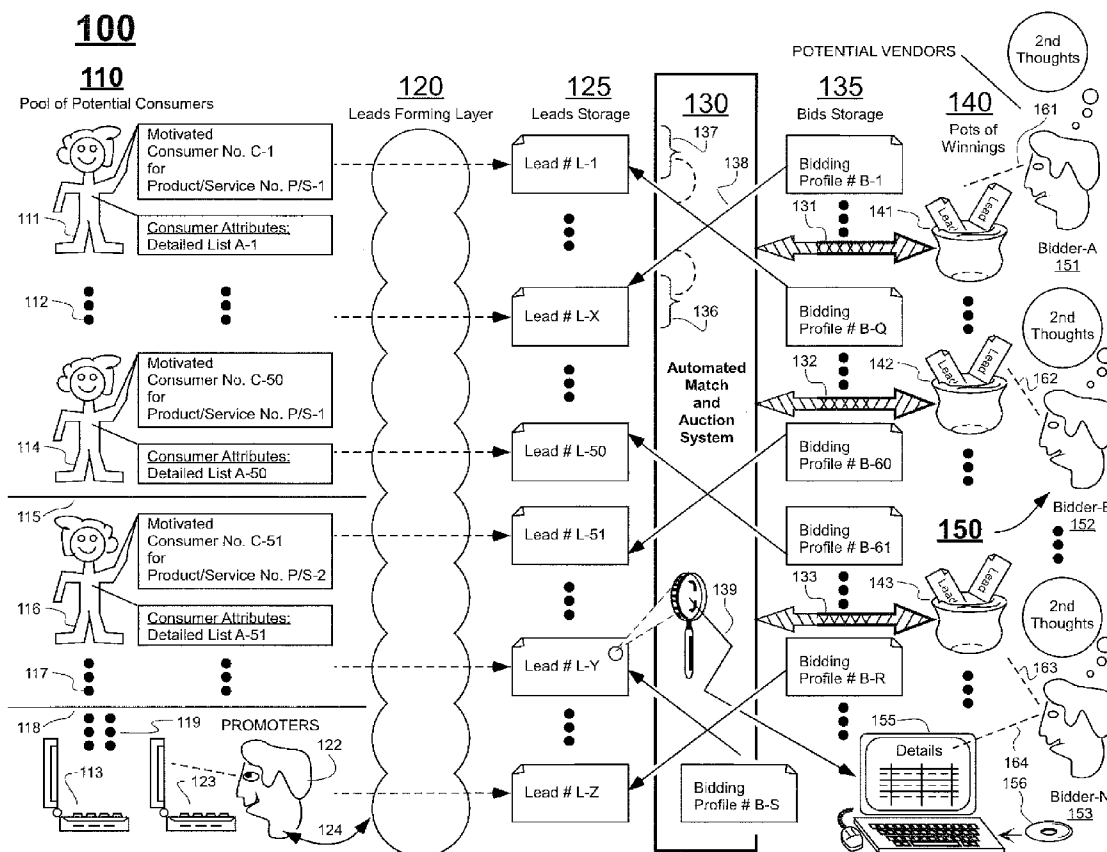 100
110
Pool of Potential Consumers
Motivated
Consumer No. C-1
for
Product/Service No. P/S-1
Consumer Attributes:
Detailed List A-1
111
112
Motivated
Consumer No. C-50
for
Product/Service No. P/S-1
Consumer Attributes:
Detailed List A-50
114
115
Motivated
Consumer No. C-51
for
Product/Service No. P/S-2
Consumer Attributes:
Detailed List A-51
116
117
118
119
PROMOTERS
113
123
122
124
120
Leads Forming Layer
125
Leads Storage
Lead # L-1
Lead # L-X
Lead # L-50
Lead # L-51
Lead # L-Y
Lead # L-Z
130
137
138
136
Automated
Match
and
Auction
System
139
135
Bids Storage
Bidding
Profile # B-1
131
Bidding
Profile # B-Q
132
Bidding
Profile # B-60
Bidding
Profile # B-61
133
Bidding
Profile # B-R
Bidding
Profile # B-S
POTENTIAL VENDORS
140
Pots of
Winnings
141
Lead
Lead
142
Lead
Lead
150
143
Lead
Lead
2nd
Thoughts
161
Bidder-A
151
2nd
Thoughts
162
Bidder-B
152
2nd
Thoughts
163
164
155
Details
156
Bidder-N
153